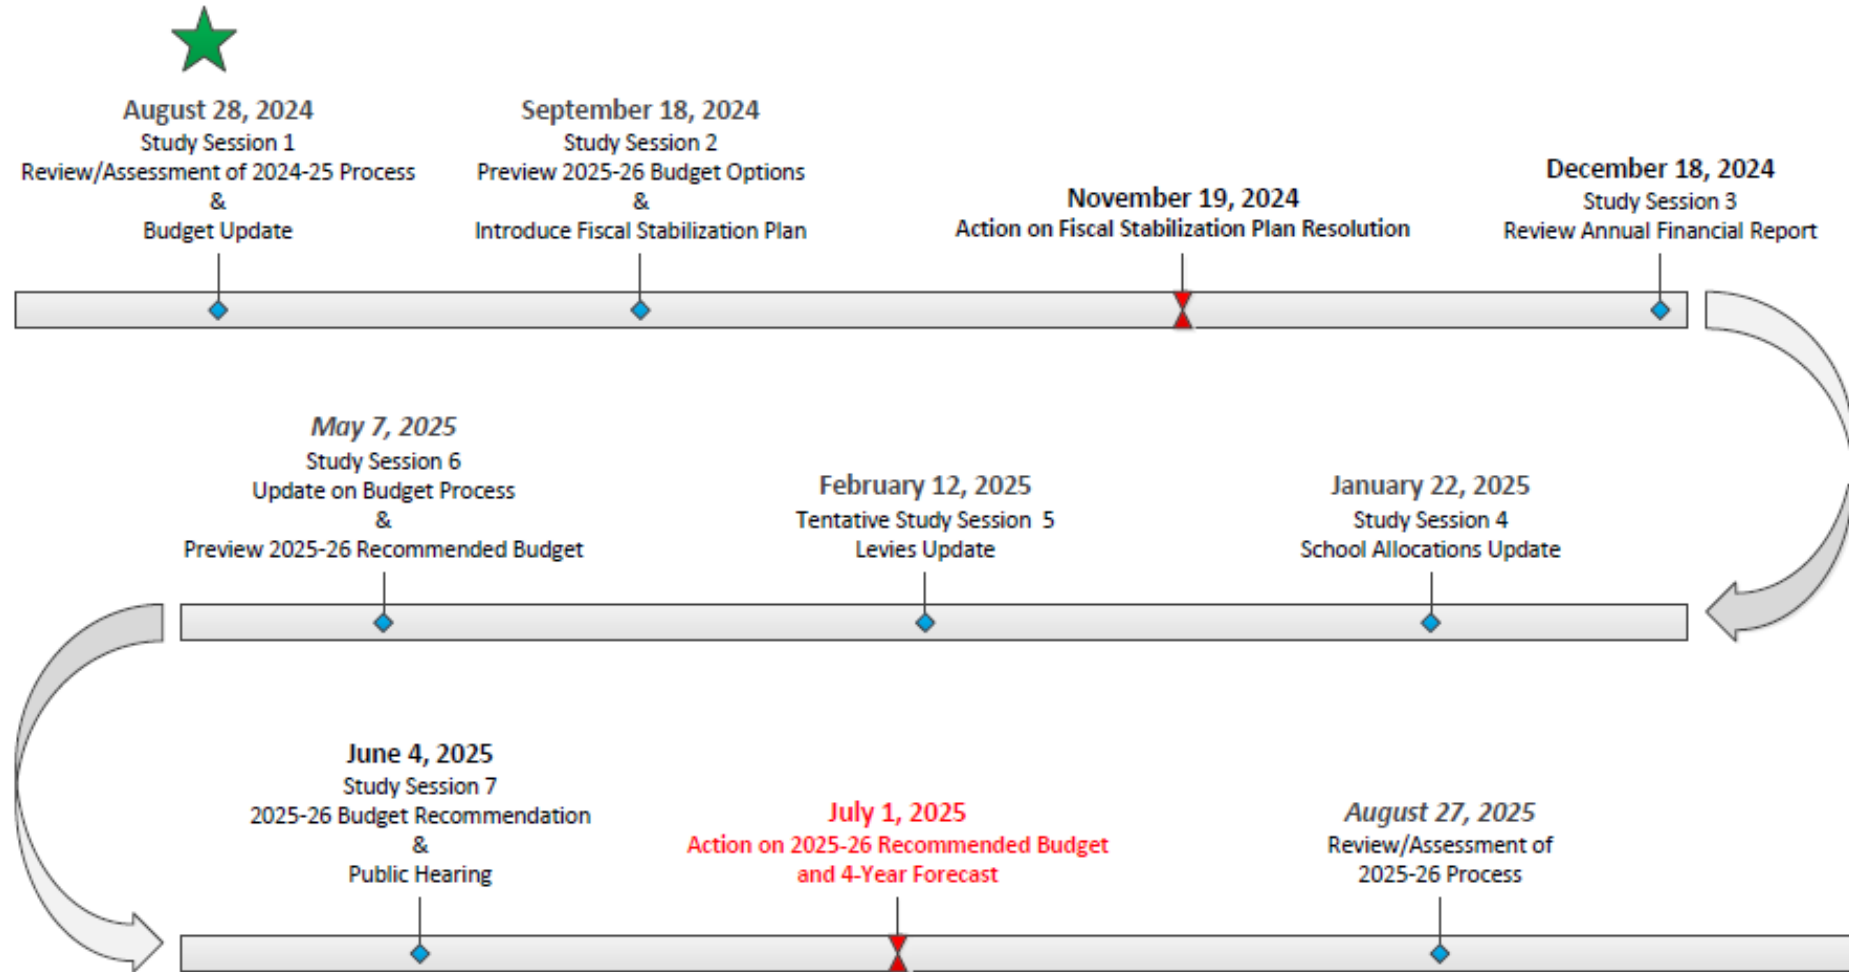 August 28, 2024
Study Session 1
Review/Assessment of 2024-25 Process
&
Budget Update
September 18, 2024
Study Session 2
Preview 2025-26 Budget Options
&
Introduce Fiscal Stabilization Plan
November 19, 2024
Action on Fiscal Stabilization Plan Resolution
December 18, 2024
Study Session 3
Review Annual Financial Report
January 22, 2025
Study Session 4
School Allocations Update
February 12, 2025
Tentative Study Session 5
Levies Update
May 7, 2025
Study Session 6
Update on Budget Process
&
Preview 2025-26 Recommended Budget
June 4, 2025
Study Session 7
2025-26 Budget Recommendation
&
Public Hearing
July 1, 2025
Action on 2025-26 Recommended Budget
and 4-Year Forecast
August 27, 2025
Review/Assessment of
2025-26 Process